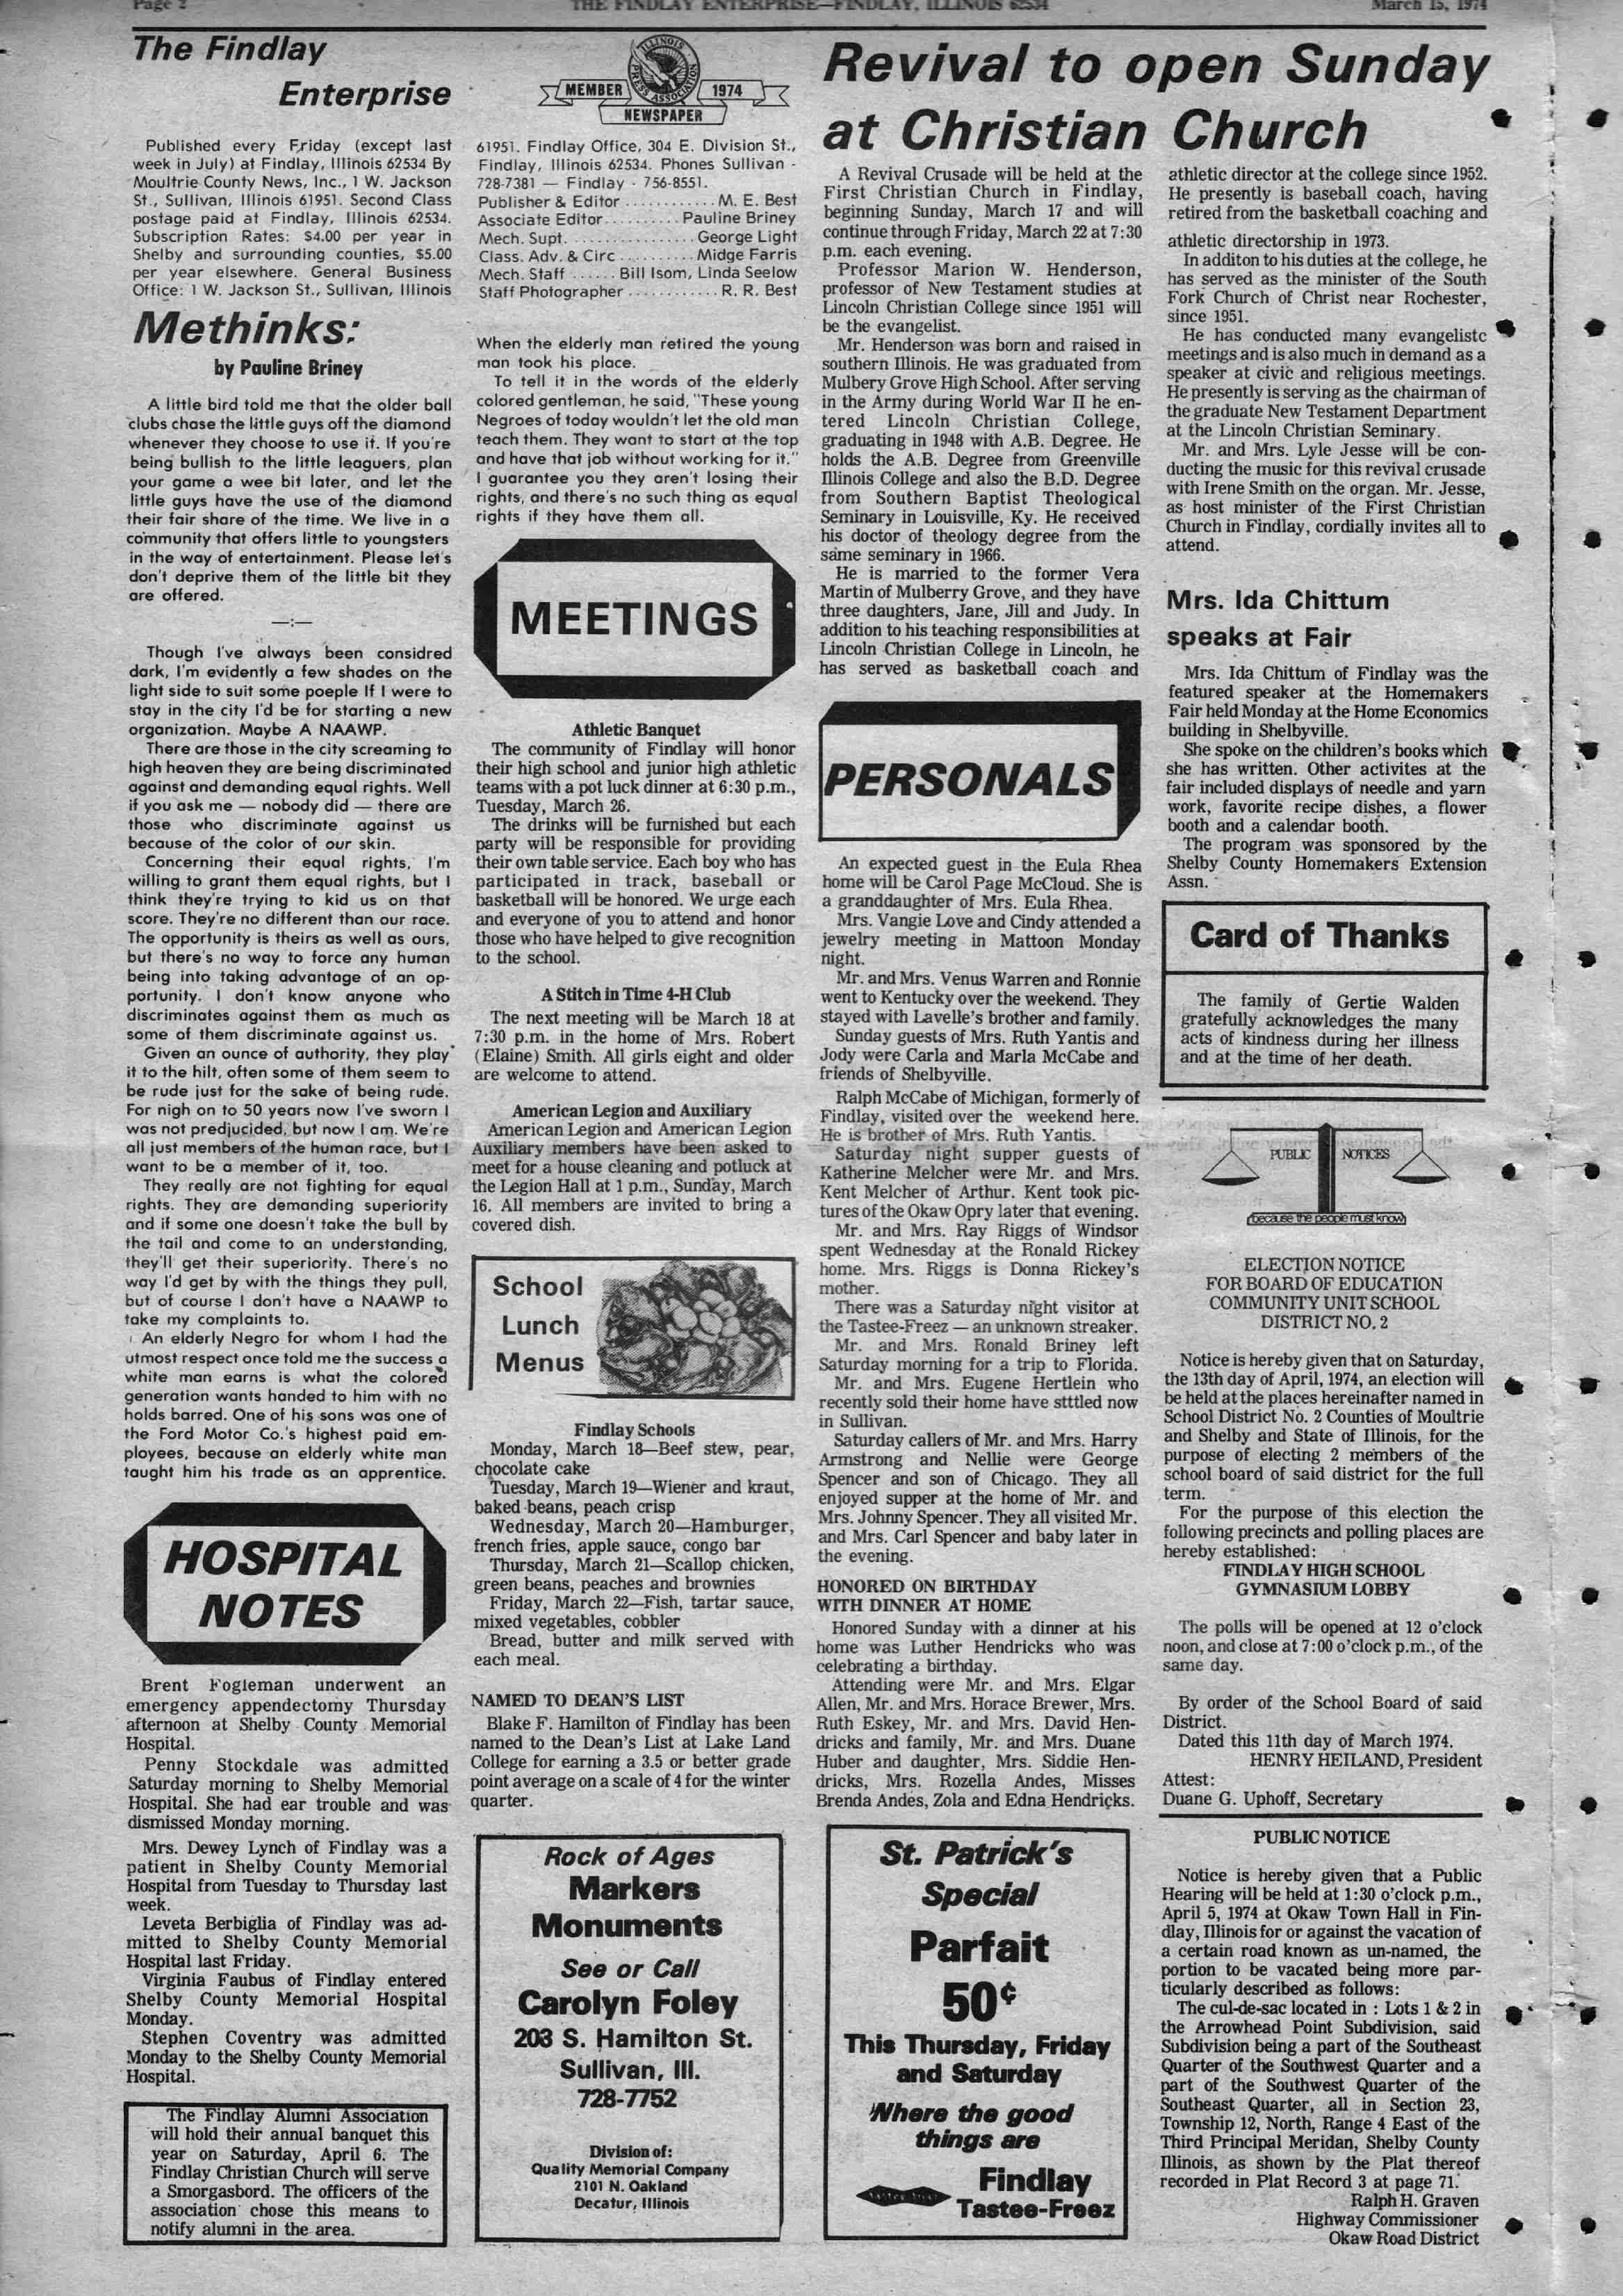 Page 2
THE FINDLAY ENTERPRISE—FINDLAY, ILLINOIS 62534
March 15, 1974
The Findlay
Enterprise
Published every Friday (except last
week in July) at Findlay, Illinois 62534 By
Moultrie County News, Inc., 1 W. Jackson
St., Sullivan, Illinois 61951. Second Class
postage paid at Findlay, Illinois 62534.
Subscription Rates: $4.00 per year in
Shelby and surrounding counties, $5.00
per year elsewhere. General Business
Office: 1 W. Jackson St., Sullivan, Illinois
ILLINOIS
PRESS ASSOCIATION
MEMBER
1974
NEWSPAPER
61951. Findlay Office, 304 E. Division St.,
Findlay, Illinois 62534. Phones Sullivan -
728-7381 — Findlay - 756-8551.
Publisher & Editor ............ M. E. Best
Associate Editor .......... Pauline Briney
Mech. Supt. ................. George Light
Class. Adv. & Circ .......... Midge Farris
Mech. Staff ...... Bill Isom, Linda Seelow
Staff Photographer ............ R. R. Best
Methinks:
by Pauline Briney
A little bird told me that the older ball
clubs chase the little guys off the diamond
whenever they choose to use it. If you're
being bullish to the little leaguers, plan
your game a wee bit later, and let the
little guys have the use of the diamond
their fair share of the time. We live in a
community that offers little to youngsters
in the way of entertainment. Please let's
don't deprive them of the little bit they
are offered.
—:—
Though I've always been considred
dark, I'm evidently a few shades on the
light side to suit some poeple If I were to
stay in the city I'd be for starting a new
organization. Maybe A NAAWP.
There are those in the city screaming to
high heaven they are being discriminated
against and demanding equal rights. Well
if you ask me — nobody did — there are
those who discriminate against us
because of the color of our skin.
Concerning their equal rights, I'm
willing to grant them equal rights, but I
think they're trying to kid us on that
score. They're no different than our race.
The opportunity is theirs as well as ours,
but there's no way to force any human
being into taking advantage of an op-
portunity. I don't know anyone who
discriminates against them as much as
some of them discriminate against us.
Given an ounce of authority, they play
it to the hilt, often some of them seem to
be rude just for the sake of being rude.
For nigh on to 50 years now I've sworn I
was not predjucided, but now I am. We're
all just members of the human race, but I
want to be a member of it, too.
They really are not fighting for equal
rights. They are demanding superiority
and if some one doesn't take the bull by
the tail and come to an understanding,
they'll get their superiority. There's no
way I'd get by with the things they pull,
but of course I don't have a NAAWP to
take my complaints to.
An elderly Negro for whom I had the
utmost respect once told me the success a
white man earns is what the colored
generation wants handed to him with no
holds barred. One of his sons was one of
the Ford Motor Co.'s highest paid em-
ployees, because an elderly white man
taught him his trade as an apprentice.
When the elderly man retired the young
man took his place.
To tell it in the words of the elderly
colored gentleman, he said, "These young
Negroes of today wouldn't let the old man
teach them. They want to start at the top
and have that job without working for it."
I guarantee you they aren't losing their
rights, and there's no such thing as equal
rights if they have them all.
HOSPITAL
NOTES
Brent Fogleman underwent an
emergency appendectomy Thursday
afternoon at Shelby County Memorial
Hospital.
Penny Stockdale was admitted
Saturday morning to Shelby Memorial
Hospital. She had ear trouble and was
dismissed Monday morning.
Mrs. Dewey Lynch of Findlay was a
patient in Shelby County Memorial
Hospital from Tuesday to Thursday last
week.
Leveta Berbiglia of Findlay was ad-
mitted to Shelby County Memorial
Hospital last Friday.
Virginia Faubus of Findlay entered
Shelby County Memorial Hospital
Monday.
Stephen Coventry was admitted
Monday to the Shelby County Memorial
Hospital.
The Findlay Alumni Association
will hold their annual banquet this
year on Saturday, April 6. The
Findlay Christian Church will serve
a Smorgasbord. The officers of the
association chose this means to
notify alumni in the area.
MEETINGS
Athletic Banquet
The community of Findlay will honor
their high school and junior high athletic
teams with a pot luck dinner at 6:30 p.m.,
Tuesday, March 26.
The drinks will be furnished but each
party will be responsible for providing
their own table service. Each boy who has
participated in track, baseball or
basketball will be honored. We urge each
and everyone of you to attend and honor
those who have helped to give recognition
to the school.
A Stitch in Time 4-H Club
The next meeting will be March 18 at
7:30 p.m. in the home of Mrs. Robert
(Elaine) Smith. All girls eight and older
are welcome to attend.
American Legion and Auxiliary
American Legion and American Legion
Auxiliary members have been asked to
meet for a house cleaning and potluck at
the Legion Hall at 1 p.m., Sunday, March
16. All members are invited to bring a
covered dish.
School
Lunch
Menus
Findlay Schools
Monday, March 18—Beef stew, pear,
chocolate cake
Tuesday, March 19—Wiener and kraut,
baked beans, peach crisp
Wednesday, March 20—Hamburger,
french fries, apple sauce, congo bar
Thursday, March 21—Scallop chicken,
green beans, peaches and brownies
Friday, March 22—Fish, tartar sauce,
mixed vegetables, cobbler
Bread, butter and milk served with
each meal.
NAMED TO DEAN'S LIST
Blake F. Hamilton of Findlay has been
named to the Dean's List at Lake Land
College for earning a 3.5 or better grade
point average on a scale of 4 for the winter
quarter.
Rock of Ages
Markers
Monuments
See or Call
Carolyn Foley
203 S. Hamilton St.
Sullivan, Ill.
728-7752
Division of:
Quality Memorial Company
2101 N. Oakland
Decatur, Illinois
Revival to open Sunday
at Christian Church
A Revival Crusade will be held at the
First Christian Church in Findlay,
beginning Sunday, March 17 and will
continue through Friday, March 22 at 7:30
p.m. each evening.
Professor Marion W. Henderson,
professor of New Testament studies at
Lincoln Christian College since 1951 will
be the evangelist.
Mr. Henderson was born and raised in
southern Illinois. He was graduated from
Mulbery Grove High School. After serving
in the Army during World War II he en-
tered Lincoln Christian College,
graduating in 1948 with A.B. Degree. He
holds the A.B. Degree from Greenville
Illinois College and also the B.D. Degree
from Southern Baptist Theological
Seminary in Louisville, Ky. He received
his doctor of theology degree from the
same seminary in 1966.
He is married to the former Vera
Martin of Mulberry Grove, and they have
three daughters, Jane, Jill and Judy. In
addition to his teaching responsibilities at
Lincoln Christian College in Lincoln, he
has served as basketball coach and
athletic director at the college since 1952.
He presently is baseball coach, having
retired from the basketball coaching and
athletic directorship in 1973.
In additon to his duties at the college, he
has served as the minister of the South
Fork Church of Christ near Rochester,
since 1951.
He has conducted many evangelistc
meetings and is also much in demand as a
speaker at civic and religious meetings.
He presently is serving as the chairman of
the graduate New Testament Department
at the Lincoln Christian Seminary.
Mr. and Mrs. Lyle Jesse will be con-
ducting the music for this revival crusade
with Irene Smith on the organ. Mr. Jesse,
as host minister of the First Christian
Church in Findlay, cordially invites all to
attend.
PERSONALS
An expected guest in the Eula Rhea
home will be Carol Page McCloud. She is
a granddaughter of Mrs. Eula Rhea.
Mrs. Vangie Love and Cindy attended a
jewelry meeting in Mattoon Monday
night.
Mr. and Mrs. Venus Warren and Ronnie
went to Kentucky over the weekend. They
stayed with Lavelle's brother and family.
Sunday guests of Mrs. Ruth Yantis and
Jody were Carla and Marla McCabe and
friends of Shelbyville.
Ralph McCabe of Michigan, formerly of
Findlay, visited over the weekend here.
He is brother of Mrs. Ruth Yantis.
Saturday night supper guests of
Katherine Melcher were Mr. and Mrs.
Kent Melcher of Arthur. Kent took pic-
tures of the Okaw Opry later that evening.
Mr. and Mrs. Ray Riggs of Windsor
spent Wednesday at the Ronald Rickey
home. Mrs. Riggs is Donna Rickey's
mother.
There was a Saturday night visitor at
the Tastee-Freez — an unknown streaker.
Mr. and Mrs. Ronald Briney left
Saturday morning for a trip to Florida.
Mr. and Mrs. Eugene Hertlein who
recently sold their home have stttled now
in Sullivan.
Saturday callers of Mr. and Mrs. Harry
Armstrong and Nellie were George
Spencer and son of Chicago. They all
enjoyed supper at the home of Mr. and
Mrs. Johnny Spencer. They all visited Mr.
and Mrs. Carl Spencer and baby later in
the evening.
HONORED ON BIRTHDAY
WITH DINNER AT HOME
Honored Sunday with a dinner at his
home was Luther Hendricks who was
celebrating a birthday.
Attending were Mr. and Mrs. Elgar
Allen, Mr. and Mrs. Horace Brewer, Mrs.
Ruth Eskey, Mr. and Mrs. David Hen-
dricks and family, Mr. and Mrs. Duane
Huber and daughter, Mrs. Siddie Hen-
dricks, Mrs. Rozella Andes, Misses
Brenda Andes, Zola and Edna Hendricks.
St. Patrick's
Special
Parfait
50¢
This Thursday, Friday
and Saturday
Where the good
things are
Findlay
Tastee-Freez
Mrs. Ida Chittum
speaks at Fair
Mrs. Ida Chittum of Findlay was the
featured speaker at the Homemakers
Fair held Monday at the Home Economics
building in Shelbyville.
She spoke on the children's books which
she has written. Other activites at the
fair included displays of needle and yarn
work, favorite recipe dishes, a flower
booth and a calendar booth.
The program was sponsored by the
Shelby County Homemakers Extension
Assn.
Card of Thanks
The family of Gertie Walden
gratefully acknowledges the many
acts of kindness during her illness
and at the time of her death.
PUBLIC NOTICES
because the people must know
ELECTION NOTICE
FOR BOARD OF EDUCATION
COMMUNITY UNIT SCHOOL
DISTRICT NO. 2
Notice is hereby given that on Saturday,
the 13th day of April, 1974, an election will
be held at the places hereinafter named in
School District No. 2 Counties of Moultrie
and Shelby and State of Illinois, for the
purpose of electing 2 members of the
school board of said district for the full
term.
For the purpose of this election the
following precincts and polling places are
hereby established:
FINDLAY HIGH SCHOOL
GYMNASIUM LOBBY
The polls will be opened at 12 o'clock
noon, and close at 7:00 o'clock p.m., of the
same day.
By order of the School Board of said
District.
Dated this 11th day of March 1974.
HENRY HEILAND, President
Attest:
Duane G. Uphoff, Secretary
PUBLIC NOTICE
Notice is hereby given that a Public
Hearing will be held at 1:30 o'clock p.m.,
April 5, 1974 at Okaw Town Hall in Fin-
dlay, Illinois for or against the vacation of
a certain road known as un-named, the
portion to be vacated being more par-
ticularly described as follows:
The cul-de-sac located in : Lots 1 & 2 in
the Arrowhead Point Subdivision, said
Subdivision being a part of the Southeast
Quarter of the Southwest Quarter and a
part of the Southwest Quarter of the
Southeast Quarter, all in Section 23,
Township 12, North, Range 4 East of the
Third Principal Meridan, Shelby County
Illinois, as shown by the Plat thereof
recorded in Plat Record 3 at page 71.
Ralph H. Graven
Highway Commissioner
Okaw Road District